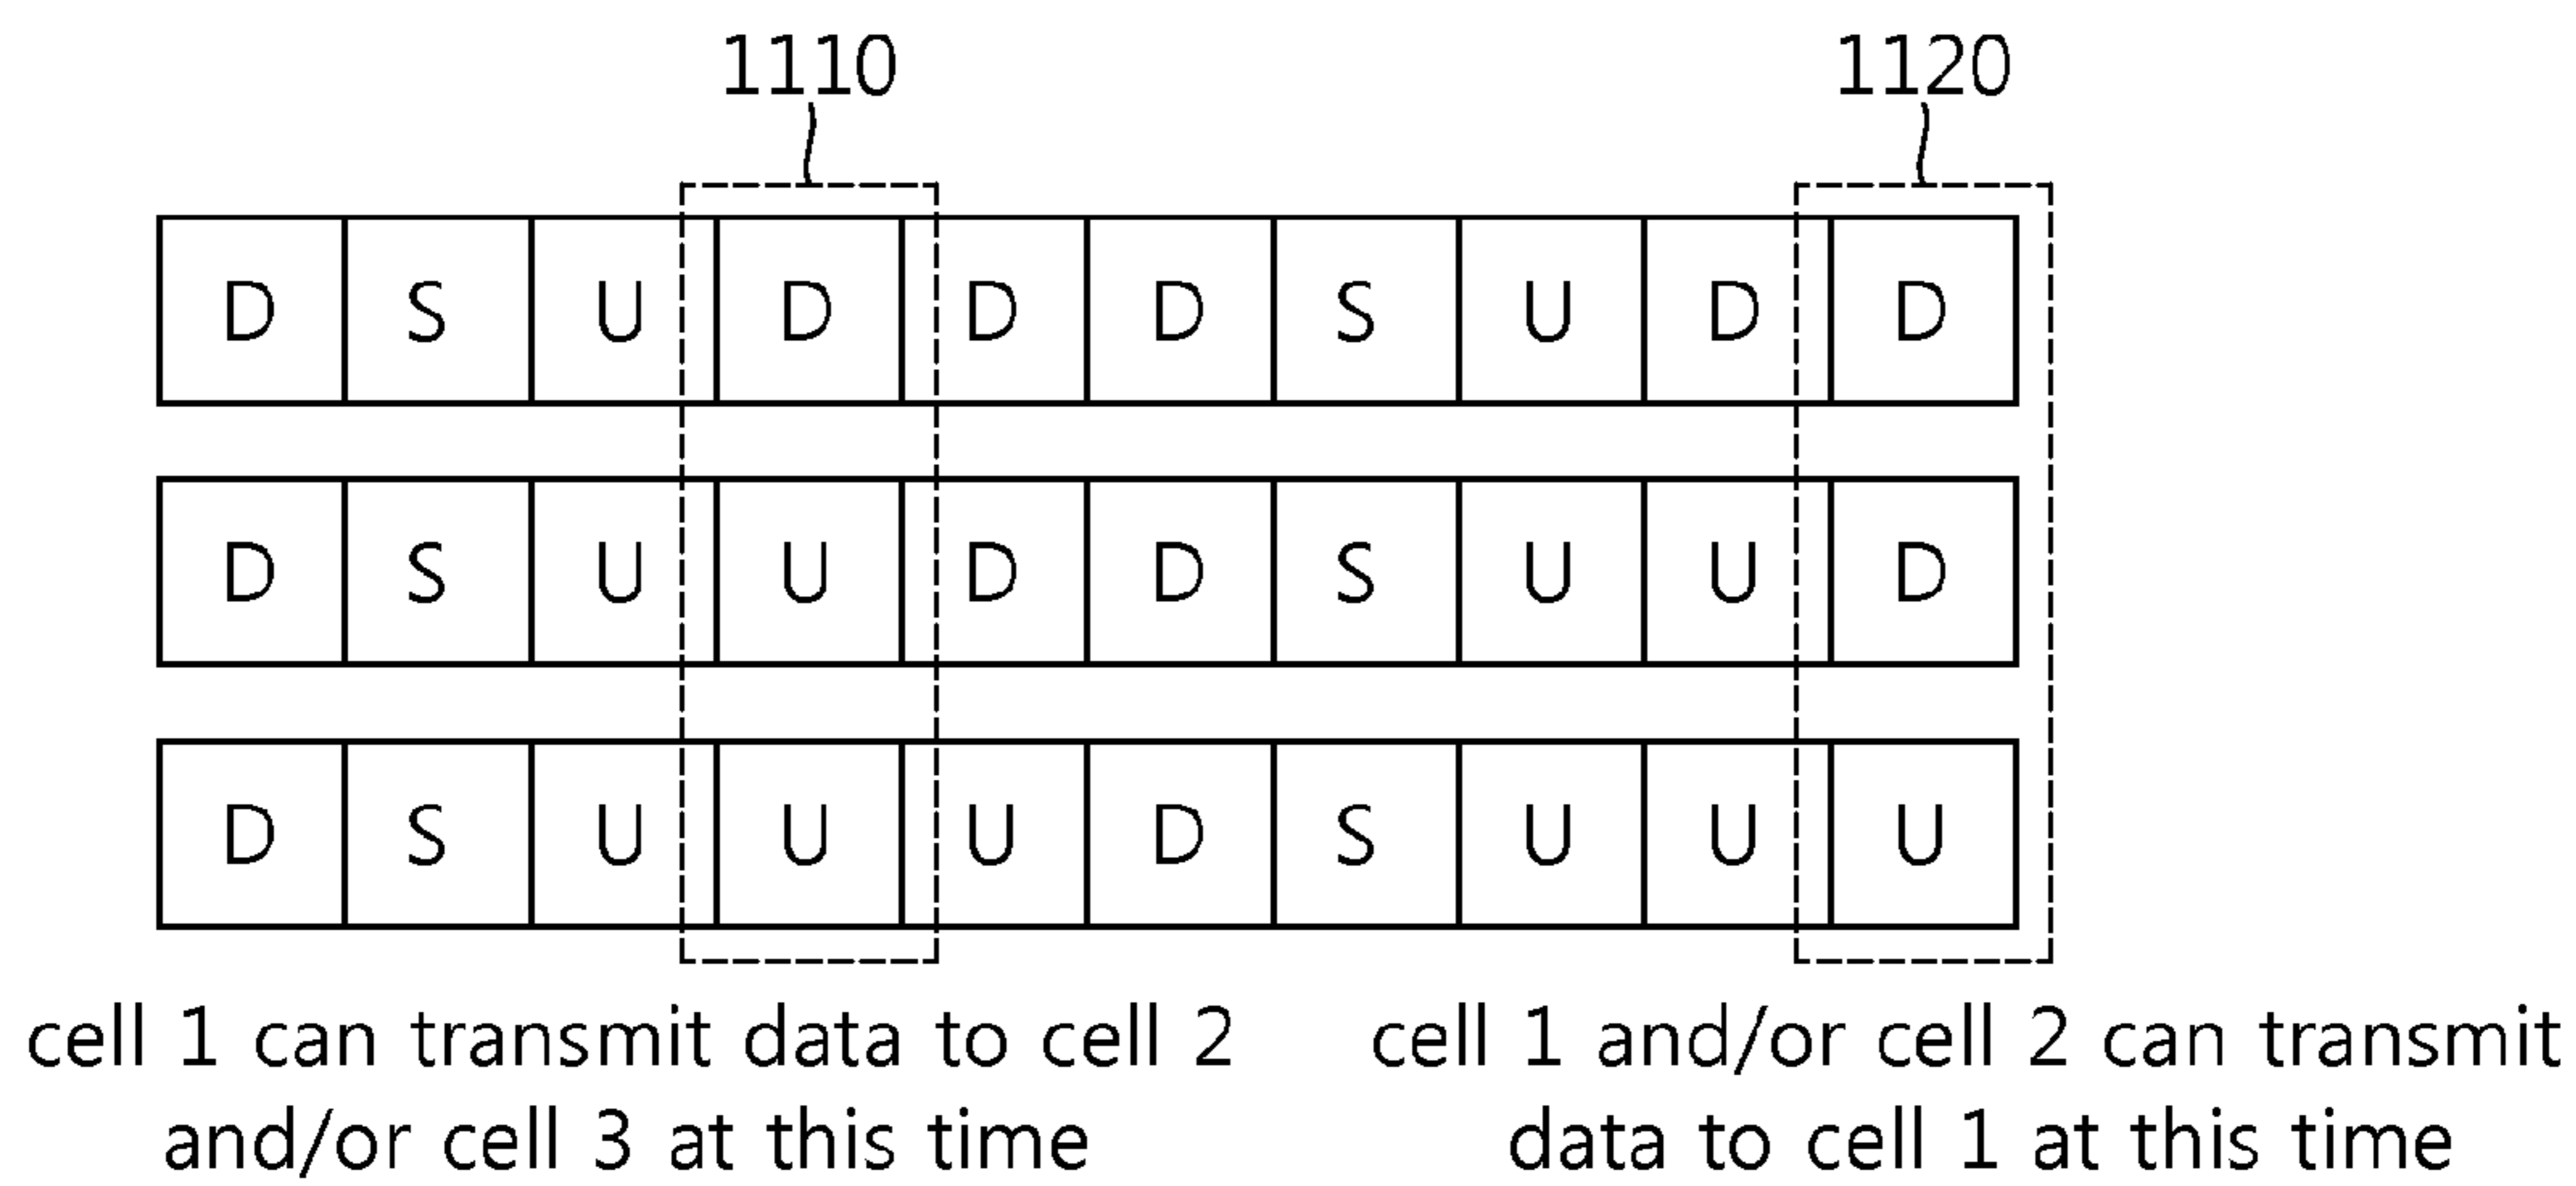 1110 1120
D S U D D D S U D D
D S U U D D S U U D
D S U U U D S U U U
cell 1 can transmit data to cell 2
and/or cell 3 at this time
cell 1 and/or cell 2 can transmit
data to cell 1 at this time